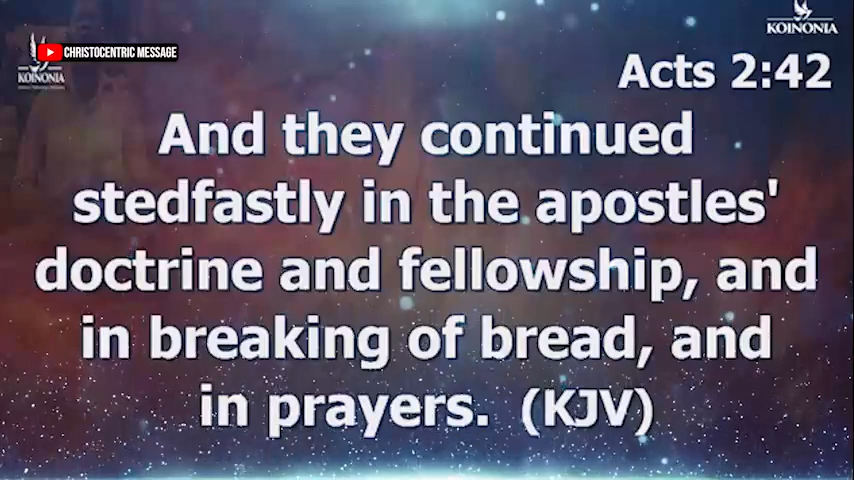 KOINONIA
CHRISTOCENTRIC MESSAGE
KOINONIA
Acts 2:42
And they continued
stedfastly in the apostles'
doctrine and fellowship, and
in breaking of bread, and
in prayers. (KJV)